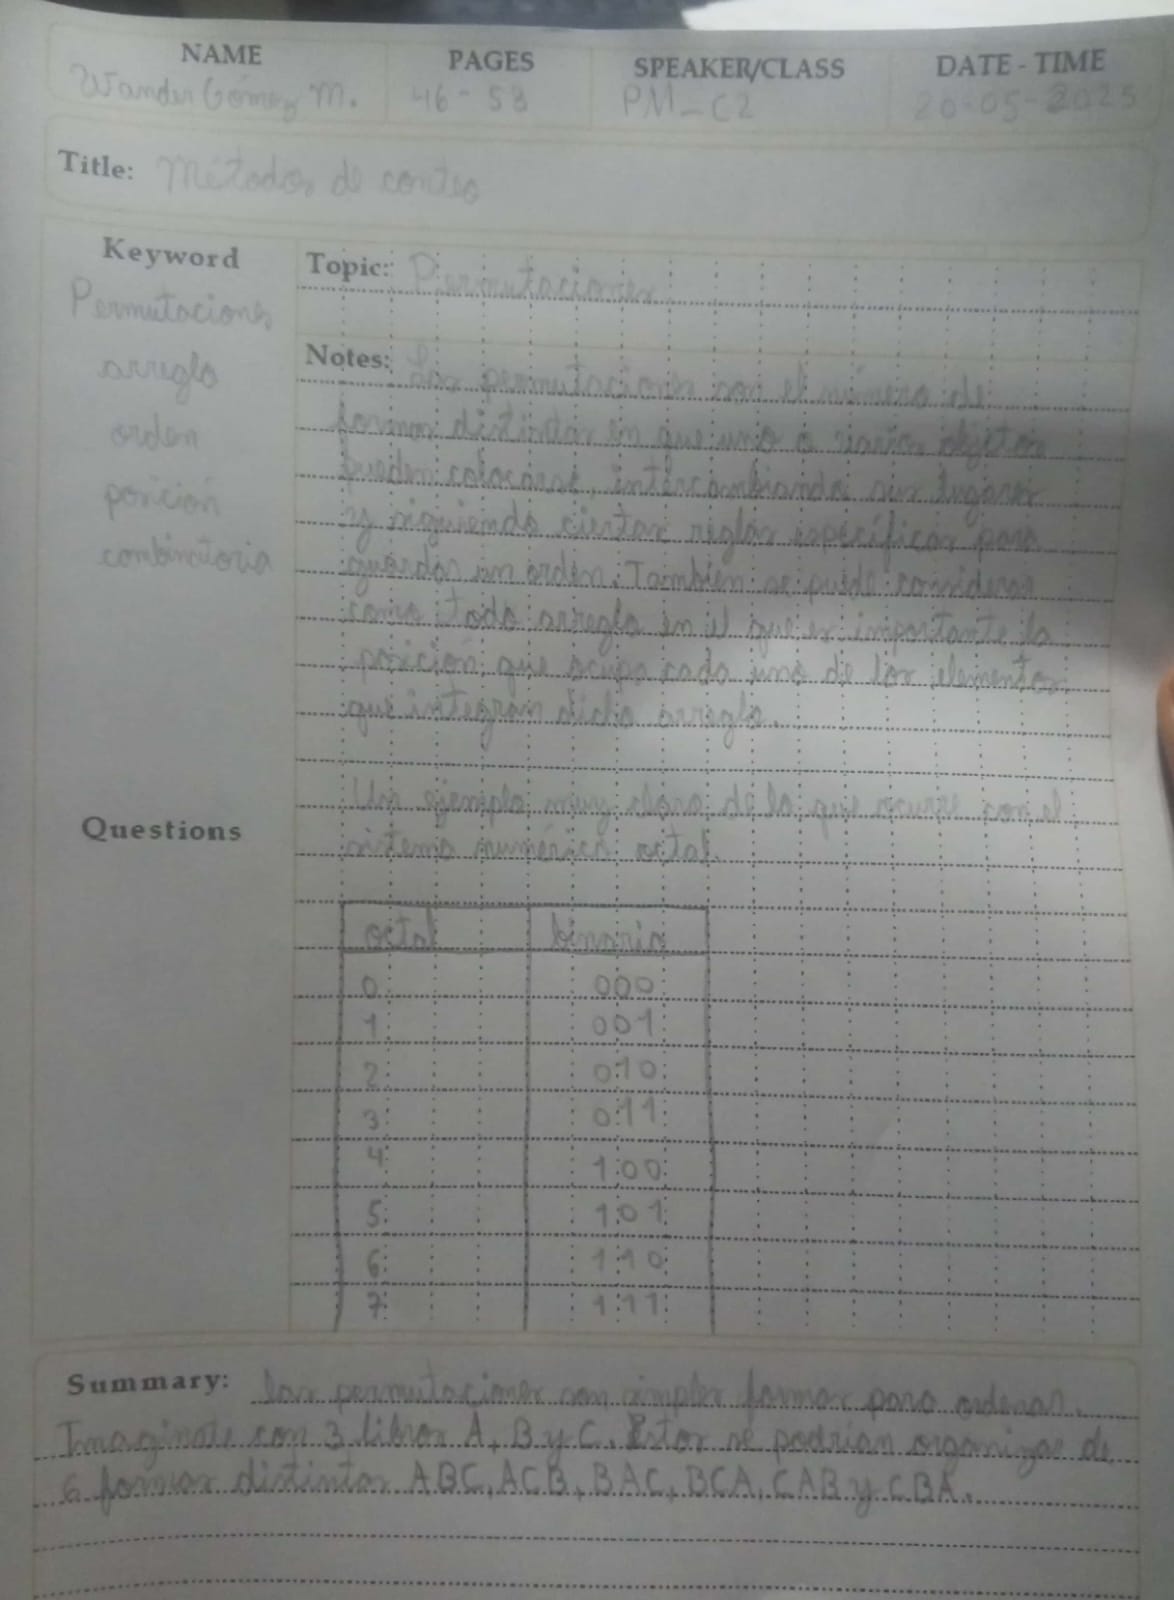 NAME PAGES SPEAKER/CLASS DATE - TIME
Wander Gómez M. 46-53 PM-C2 20-05-2025
Title: Métodos de conteo
Keyword
Permutaciones
arreglo
orden
posición
combinatoria
Questions
Topic: Permutaciones
Notes: Las permutaciones son el número de
formas distintas en que uno o varios objetos
pueden colocarse, intercambiando sus lugares
y siguiendo ciertas reglas específicas para
guardar un orden. También se puede considerar
como todo arreglo en el que es importante la
posición que ocupa cada uno de los elementos
que integran dicho arreglo.
Un ejemplo muy claro de lo que ocurre con el
sistema numérico octal.
octal binario
0 000
1 001
2 010
3 011
4 100
5 101
6 110
7 111
Summary: las permutaciones son simples formas para ordenar.
Imaginate con 3 libros A, B y C. Estos se podrían organizar de
6 formas distintas ABC, ACB, BAC, BCA, CAB y CBA.